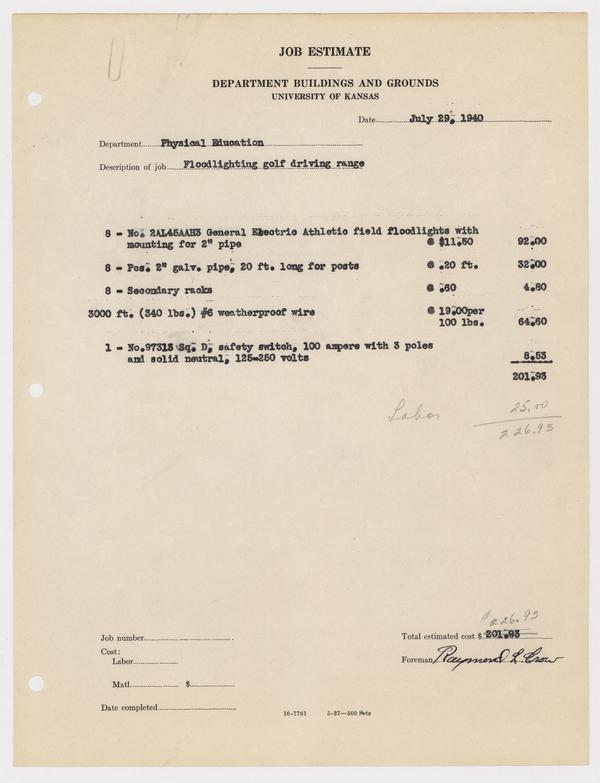 JOB ESTIMATE
DEPARTMENT BUILDINGS AND GROUNDS
UNIVERSITY OF KANSAS
Date July 29, 1940
Department Physical Education
Description of job Floodlighting golf driving range
8 - No. 2AL45AAH3 General Electric Athletic field floodlights with
mounting for 2" pipe @ $11.50 92.00
8 - Pcs. 2" galv. pipe, 20 ft. long for posts @ .20 ft. 32.00
8 - Secondary racks @ .60 4.80
3000 ft. (340 lbs.) #6 weatherproof wire @ 19.00per
100 lbs. 64.60
1 - No.97313 Sq. D, safety switch, 100 ampere with 3 poles
and solid neutral, 125-250 volts 8.53
201.93
Labor 25.00
226.93
$226.93
Job number
Total estimated cost $ 201.93
Cost:
Labor
Foreman Raymond L. Crow
Matl. $
Date completed
16-7761 5-37—500 Sets